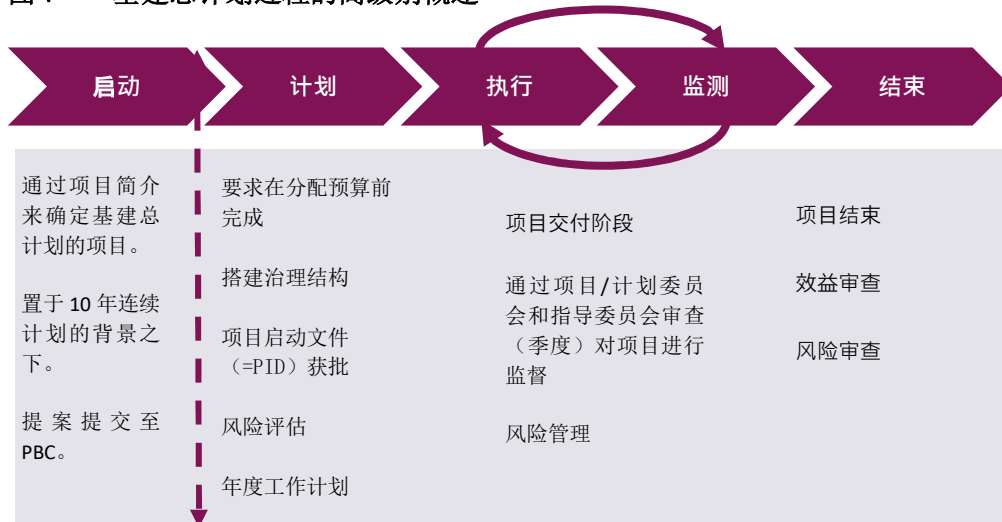 启动
计划
执行
监测
结束
通过项目简介
来确定基建总
计划的项目。
置于 10 年连续
计划的背景之
下。
提案提交至
PBC。
要求在分配预算前
完成
搭建治理结构
项目启动文件
（=PID）获批
风险评估
年度工作计划
项目交付阶段
通过项目/计划委员
会和指导委员会审查
（季度）对项目进行
监督
风险管理
项目结束
效益审查
风险审查